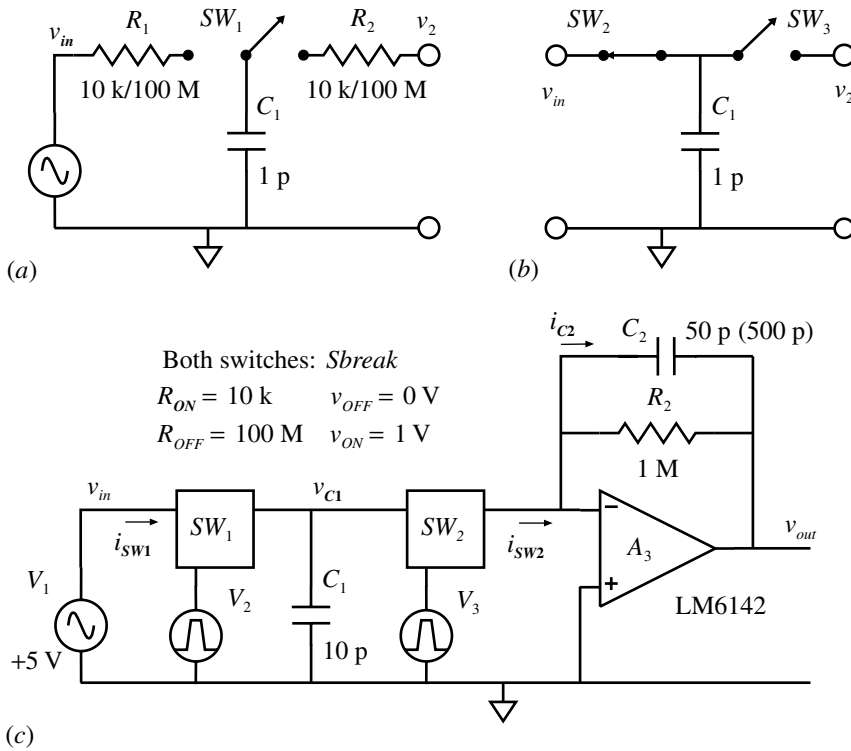 v_in R_1 SW_1 R_2 v_2
10 k/100 M 10 k/100 M
C_1
1 p
(a)
SW_2 SW_3
v_in C_1 v_2
1 p
(b)
i_C2 C_2 50 p (500 p)
Both switches: Sbreak
R_ON = 10 k v_OFF = 0 V
R_OFF = 100 M v_ON = 1 V
R_2
1 M
v_in SW_1 v_C1 SW_2 v_out
i_SW1 i_SW2 A_3
− +
V_1 V_2 C_1 V_3 LM6142
+5 V 10 p
(c)